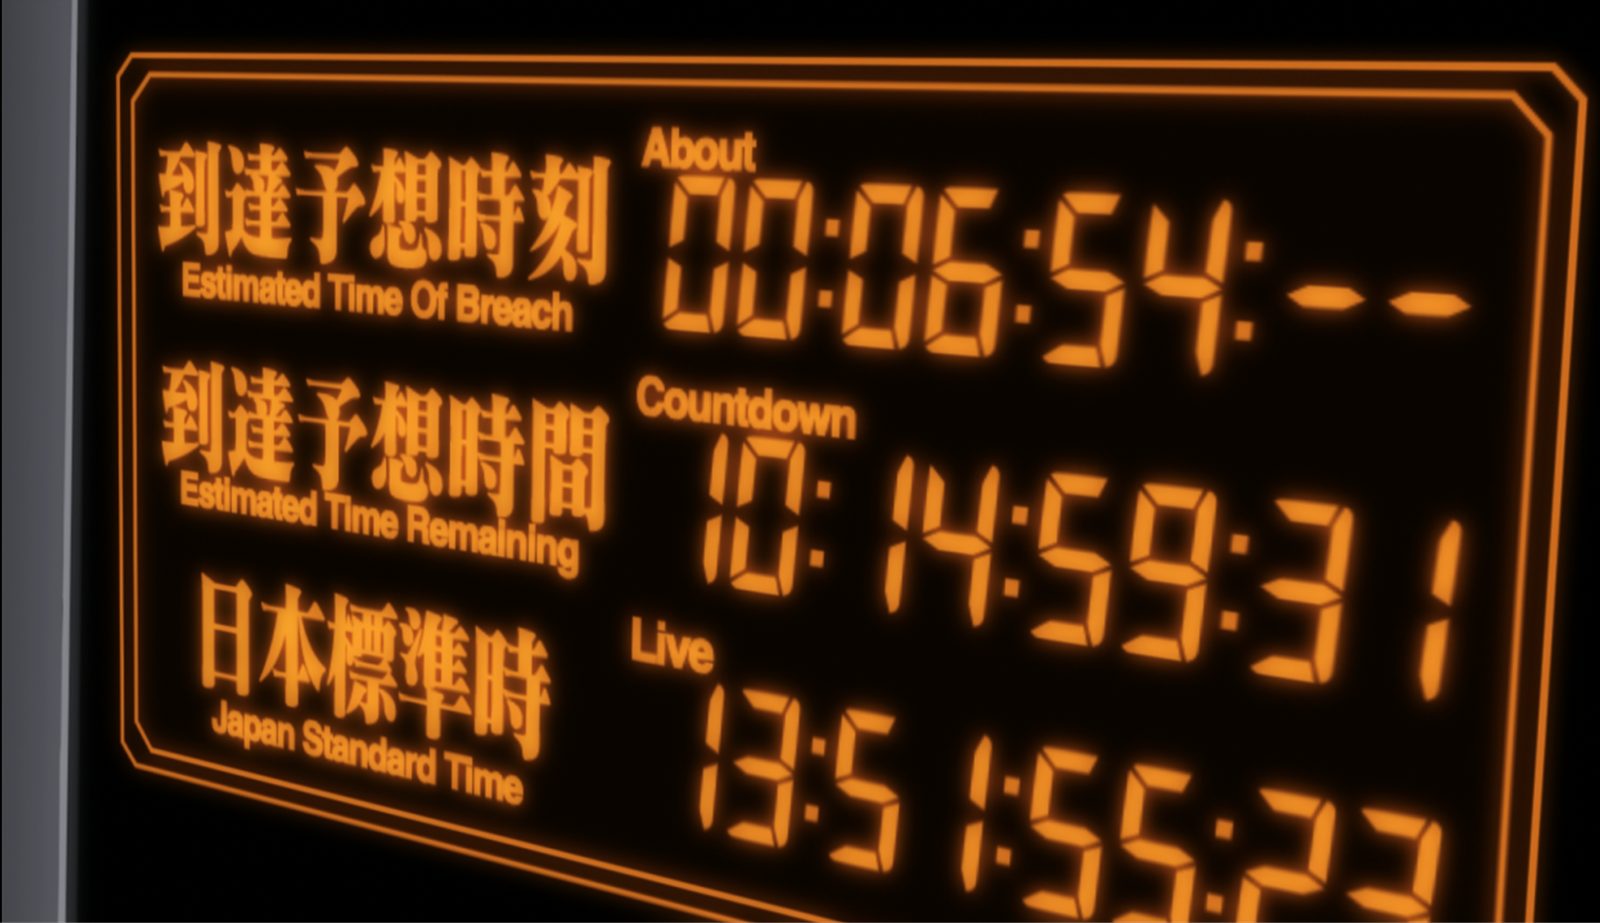 About
到達予想時刻 00:06:54:--
Estimated Time Of Breach
Countdown
到達予想時間 10:14:59:31
Estimated Time Remaining
Live
日本標準時 13:51:55:23
Japan Standard Time